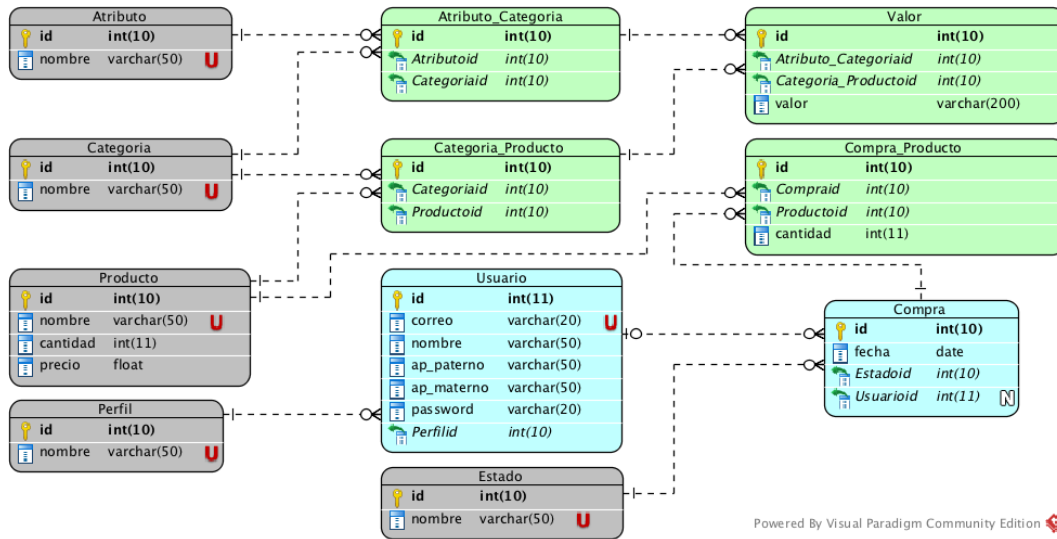 Atributo
id int(10)
nombre varchar(50) U
Atributo_Categoria
id int(10)
Atributoid int(10)
Categoriaid int(10)
Valor
id int(10)
Atributo_Categoriaid int(10)
Categoria_Productoid int(10)
valor varchar(200)
Categoria
id int(10)
nombre varchar(50) U
Categoria_Producto
id int(10)
Categoriaid int(10)
Productoid int(10)
Compra_Producto
id int(10)
Compraid int(10)
Productoid int(10)
cantidad int(11)
Producto
id int(10)
nombre varchar(50) U
cantidad int(11)
precio float
Usuario
id int(11)
correo varchar(20) U
nombre varchar(50)
ap_paterno varchar(50)
ap_materno varchar(50)
password varchar(20)
Perfilid int(10)
Compra
id int(10)
fecha date
Estadoid int(10)
Usuarioid int(11) N
Perfil
id int(10)
nombre varchar(50) U
Estado
id int(10)
nombre varchar(50) U
Powered By Visual Paradigm Community Edition